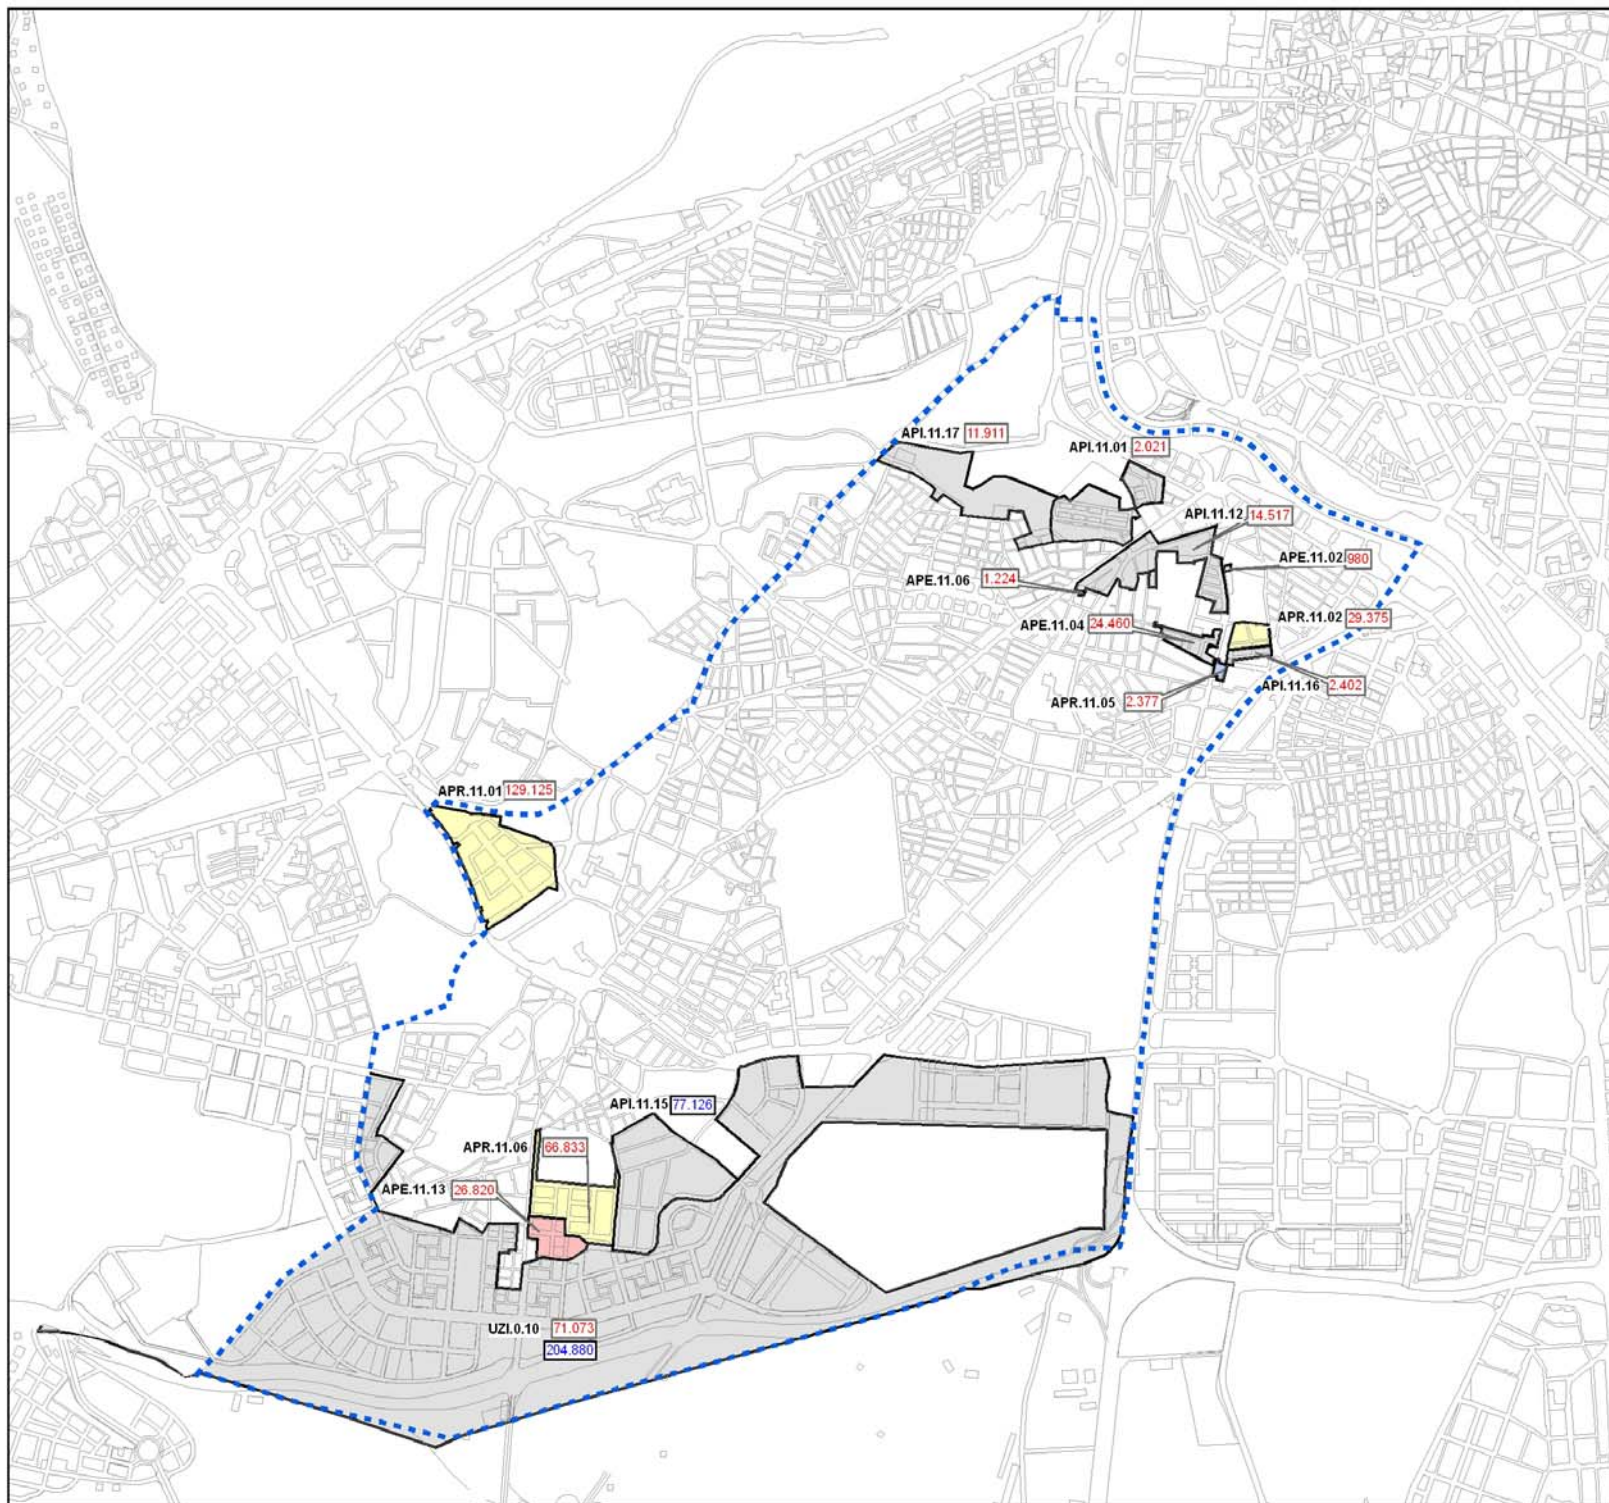 API.11.17 11.911
API.11.01 2.021
API.11.12 14.517
APE.11.02 980
APE.11.06 1.224
APE.11.04 24.460
APR.11.02 29.375
API.11.16 2.402
APR.11.05 2.377
APR.11.01 129.125
API.11.15 77.126
APR.11.06 66.833
APE.11.13 26.820
UZI.0.10 71.073
204.880